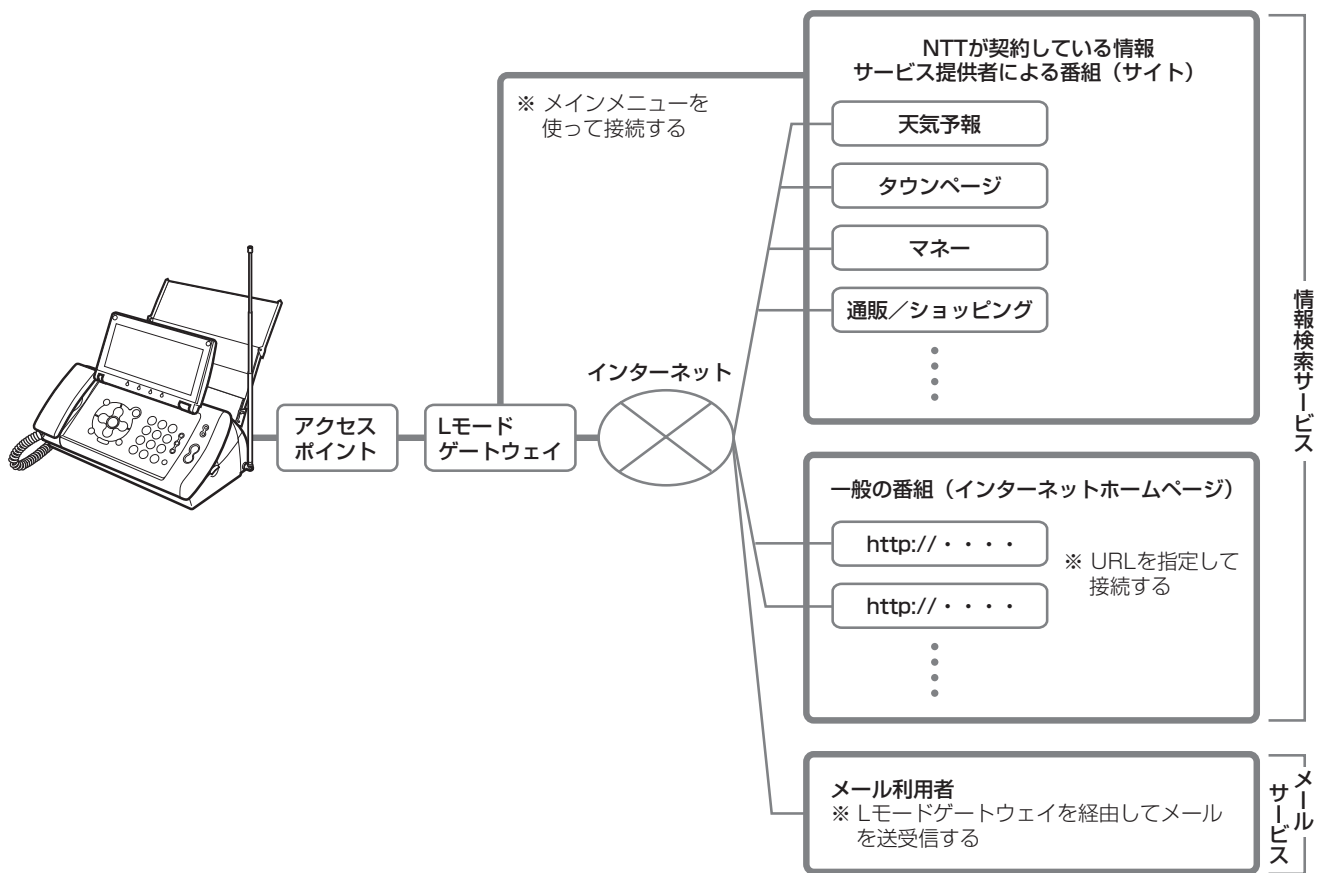 NTTが契約している情報
サービス提供者による番組（サイト）
※ メインメニューを
使って接続する
天気予報
タウンページ
マネー
通販／ショッピング
情報検索サービス
インターネット
アクセス
ポイント
Lモード
ゲートウェイ
一般の番組（インターネットホームページ）
http://・・・・
※ URLを指定して
接続する
http://・・・・
メール利用者
※ Lモードゲートウェイを経由してメール
を送受信する
メール
サービス